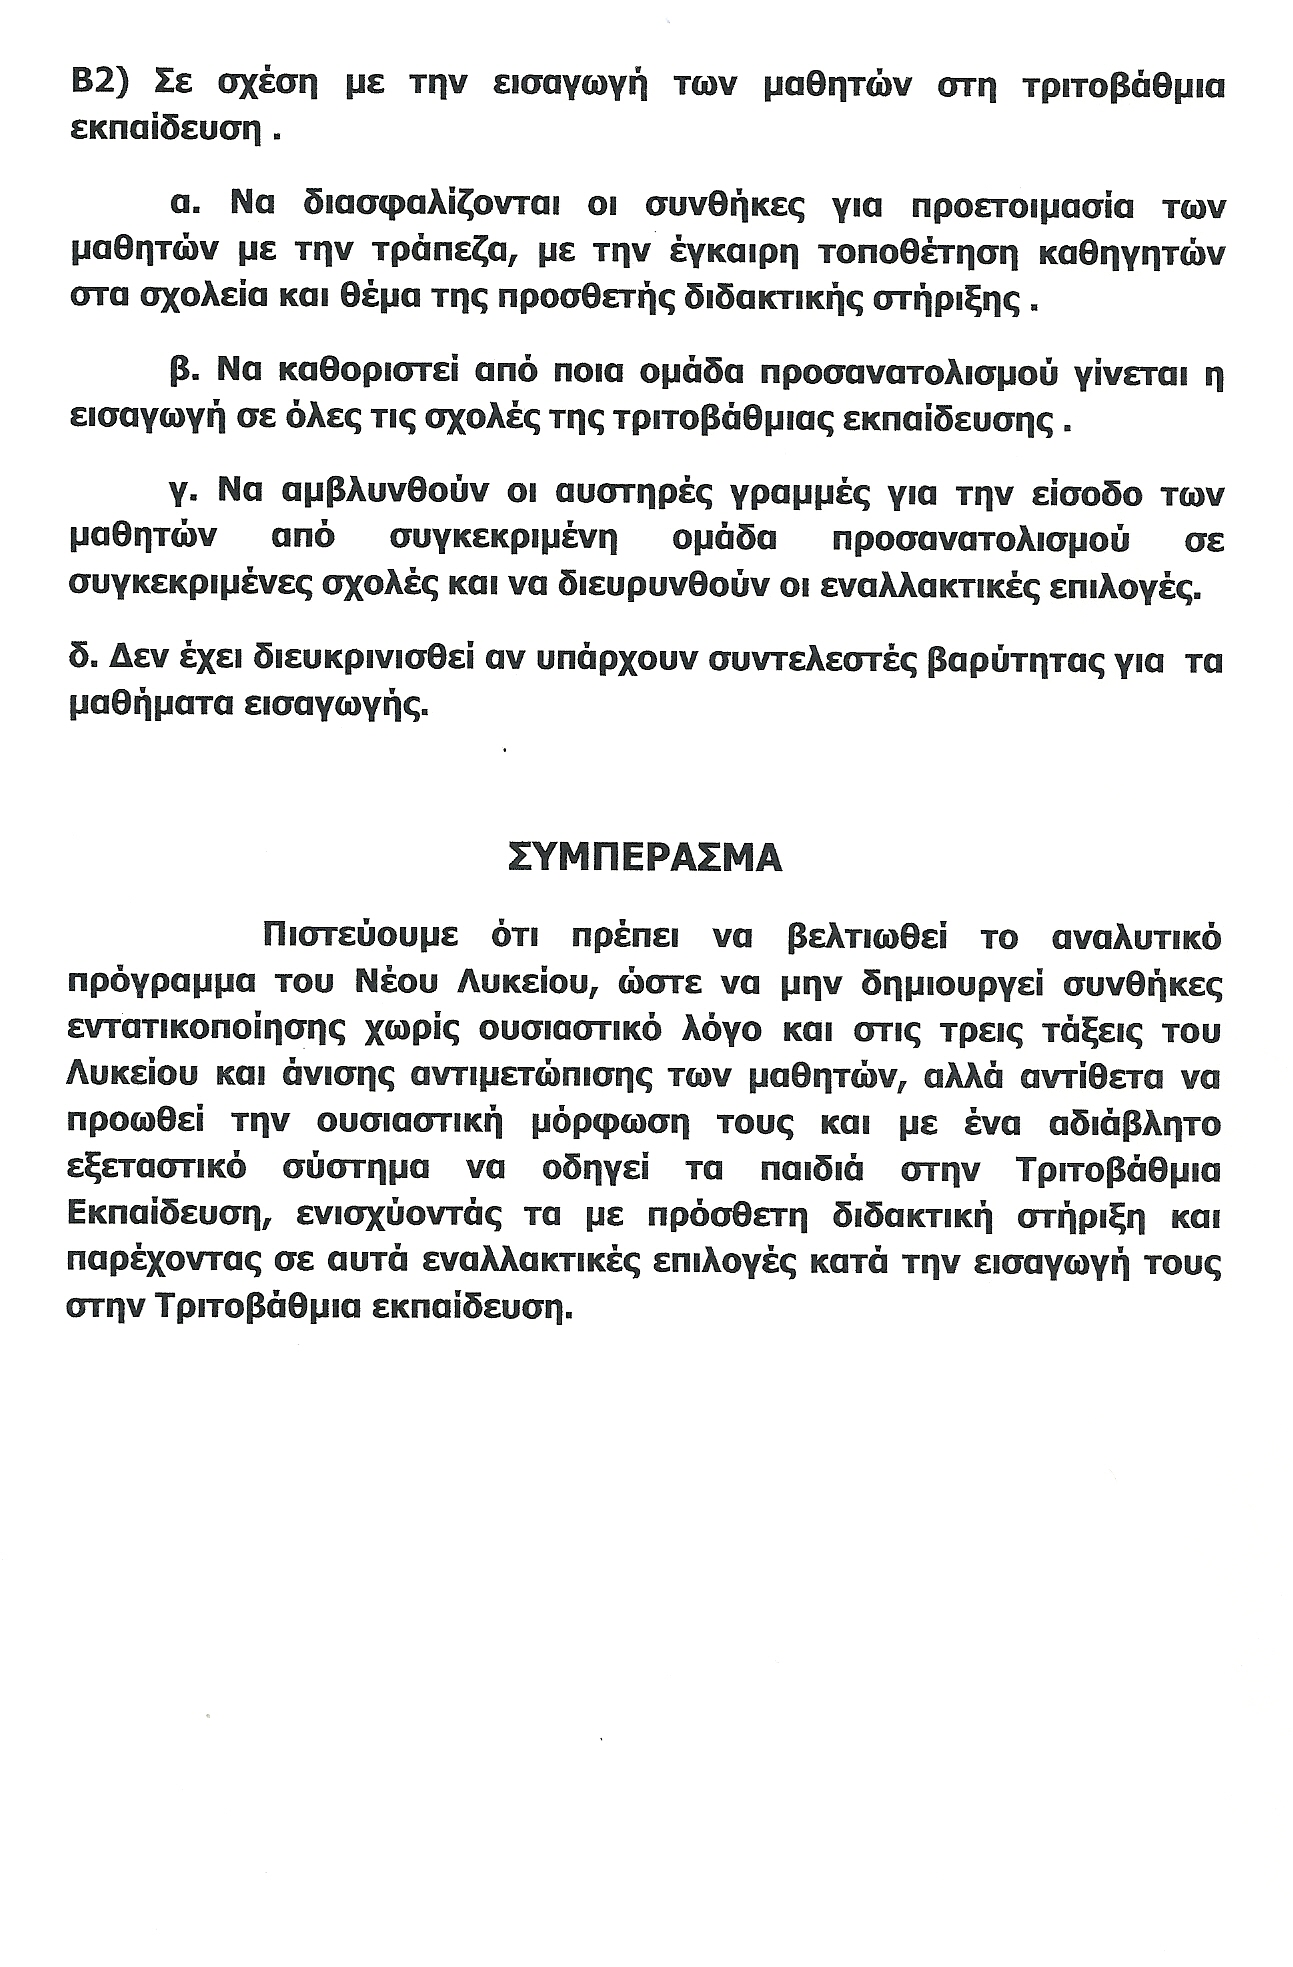 Β2) Σε σχέση με την εισαγωγή των μαθητών στη τριτοβάθμια
εκπαίδευση .
α. Να διασφαλίζονται οι συνθήκες για προετοιμασία των
μαθητών με την τράπεζα, με την έγκαιρη τοποθέτηση καθηγητών
στα σχολεία και θέμα της προσθετής διδακτικής στήριξης .
β. Να καθοριστεί από ποια ομάδα προσανατολισμού γίνεται η
εισαγωγή σε όλες τις σχολές της τριτοβάθμιας εκπαίδευσης .
γ. Να αμβλυνθούν οι αυστηρές γραμμές για την είσοδο των
μαθητών από συγκεκριμένη ομάδα προσανατολισμού σε
συγκεκριμένες σχολές και να διευρυνθούν οι εναλλακτικές επιλογές.
δ. Δεν έχει διευκρινισθεί αν υπάρχουν συντελεστές βαρύτητας για τα
μαθήματα εισαγωγής.
ΣΥΜΠΕΡΑΣΜΑ
Πιστεύουμε ότι πρέπει να βελτιωθεί το αναλυτικό
πρόγραμμα του Νέου Λυκείου, ώστε να μην δημιουργεί συνθήκες
εντατικοποίησης χωρίς ουσιαστικό λόγο και στις τρεις τάξεις του
Λυκείου και άνισης αντιμετώπισης των μαθητών, αλλά αντίθετα να
προωθεί την ουσιαστική μόρφωση τους και με ένα αδιάβλητο
εξεταστικό σύστημα να οδηγεί τα παιδιά στην Τριτοβάθμια
Εκπαίδευση, ενισχύοντάς τα με πρόσθετη διδακτική στήριξη και
παρέχοντας σε αυτά εναλλακτικές επιλογές κατά την εισαγωγή τους
στην Τριτοβάθμια εκπαίδευση.